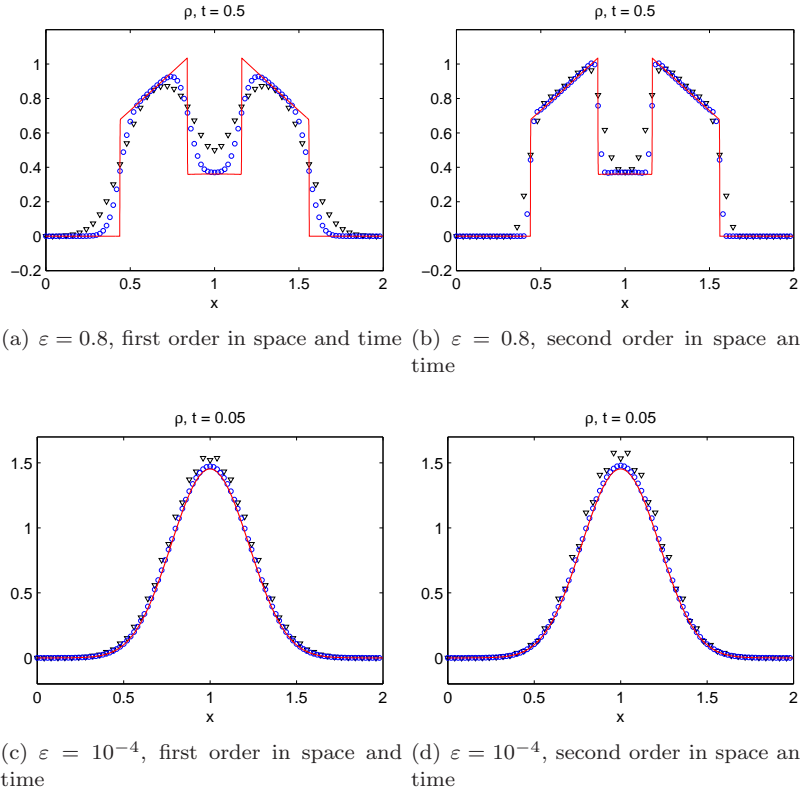 ρ, t = 0.5
1
0.8
0.6
0.4
0.2
0
−0.2
0 0.5 1 1.5 2
x
ρ, t = 0.5
1
0.8
0.6
0.4
0.2
0
−0.2
0 0.5 1 1.5 2
x
(a) ε = 0.8, first order in space and time
(b) ε = 0.8, second order in space an
time
ρ, t = 0.05
1.5
1
0.5
0
0 0.5 1 1.5 2
x
ρ, t = 0.05
1.5
1
0.5
0
0 0.5 1 1.5 2
x
(c) ε = 10⁻⁴, first order in space and
time
(d) ε = 10⁻⁴, second order in space an
time